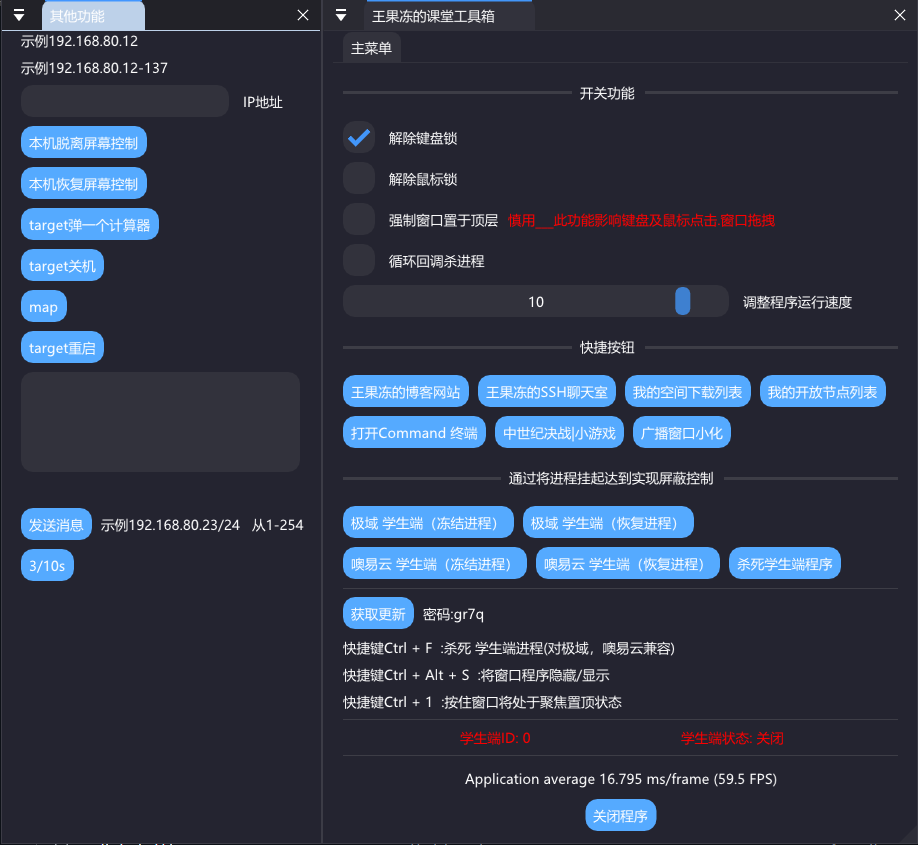 其他功能
示例192.168.80.12
示例192.168.80.12-137
IP地址
本机脱离屏幕控制
本机恢复屏幕控制
target弹一个计算器
target关机
map
target重启
发送消息 示例192.168.80.23/24 从1-254
3/10s
王果冻的课堂工具箱
主菜单
开关功能
解除键盘锁
解除鼠标锁
强制窗口置于顶层 慎用___此功能影响键盘及鼠标点击.窗口拖拽
循环回调杀进程
10 调整程序运行速度
快捷按钮
王果冻的博客网站 王果冻的SSH聊天室 我的空间下载列表 我的开放节点列表
打开Command 终端 中世纪决战|小游戏 广播窗口小化
通过将进程挂起达到实现屏蔽控制
极域 学生端（冻结进程） 极域 学生端（恢复进程）
噢易云 学生端（冻结进程） 噢易云 学生端（恢复进程） 杀死学生端程序
获取更新 密码:gr7q
快捷键Ctrl + F :杀死 学生端进程(对极域，噢易云兼容)
快捷键Ctrl + Alt + S :将窗口程序隐藏/显示
快捷键Ctrl + 1 :按住窗口将处于聚焦置顶状态
学生端ID: 0 学生端状态: 关闭
Application average 16.795 ms/frame (59.5 FPS)
关闭程序